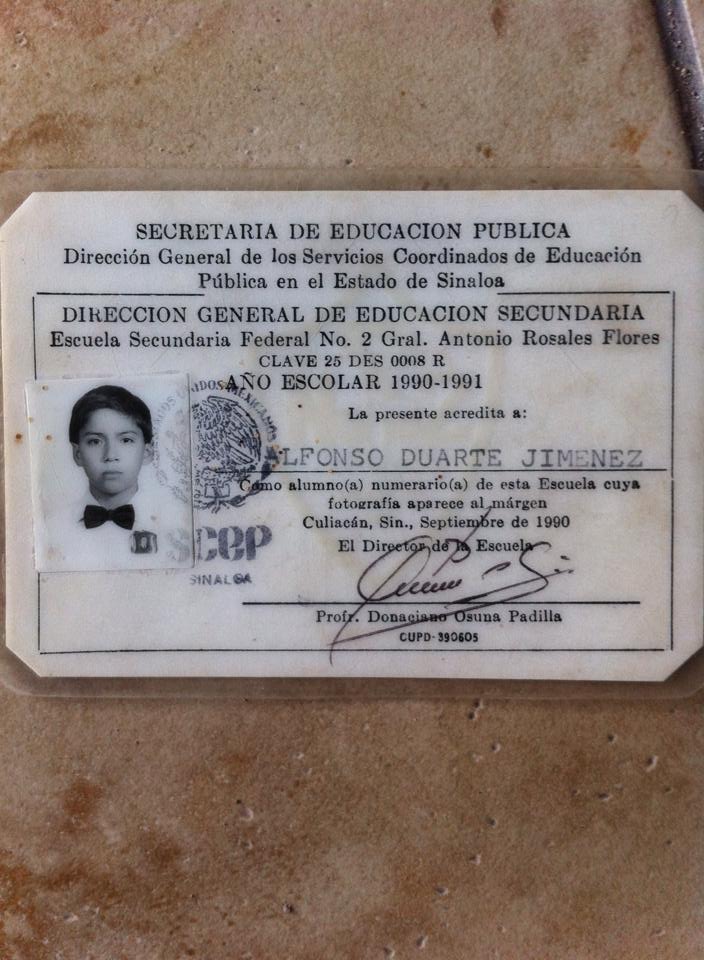 SECRETARIA DE EDUCACION PUBLICA
Dirección General de los Servicios Coordinados de Educación
Pública en el Estado de Sinaloa
DIRECCION GENERAL DE EDUCACION SECUNDARIA
Escuela Secundaria Federal No. 2 Gral. Antonio Rosales Flores
CLAVE 25 DES 0008 R
AÑO ESCOLAR 1990-1991
La presente acredita a:
ALFONSO DUARTE JIMENEZ
Como alumno(a) numerario(a) de esta Escuela cuya
fotografía aparece al márgen
Culiacán, Sin., Septiembre de 1990
El Director de la Escuela
Profr. Donaciano Osuna Padilla
CUPD-390605
ESTADOS UNIDOS MEXICANOS
scep
SINALOA